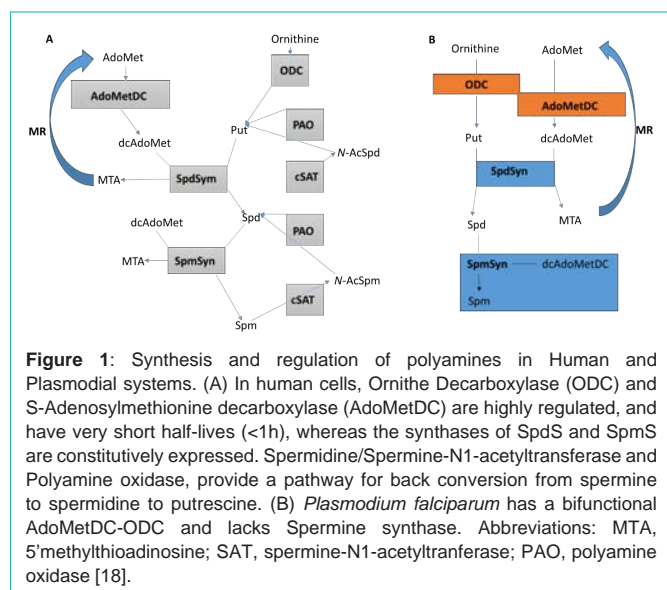 A
Ornithine
B
AdoMet
ODC
Ornithine
AdoMet
AdoMetDC
ODC
AdoMetDC
MR
PAO
Put
dcAdoMet
N-AcSpd
Put
dcAdoMet
MR
MTA
SpdSym
cSAT
SpdSyn
Spd
PAO
dcAdoMet
Spd
MTA
MTA
SpmSyn
N-AcSpm
SpmSyn
dcAdoMetDC
cSAT
Spm
Spm
Figure 1: Synthesis and regulation of polyamines in Human and
Plasmodial systems. (A) In human cells, Ornithe Decarboxylase (ODC) and
S-Adenosylmethionine decarboxylase (AdoMetDC) are highly regulated, and
have very short half-lives (<1h), whereas the synthases of SpdS and SpmS
are constitutively expressed. Spermidine/Spermine-N1-acetyltransferase and
Polyamine oxidase, provide a pathway for back conversion from spermine
to spermidine to putrescine. (B) Plasmodium falciparum has a bifunctional
AdoMetDC-ODC and lacks Spermine synthase. Abbreviations: MTA,
5'methylthioadinosine; SAT, spermine-N1-acetyltranferase; PAO, polyamine
oxidase [18].